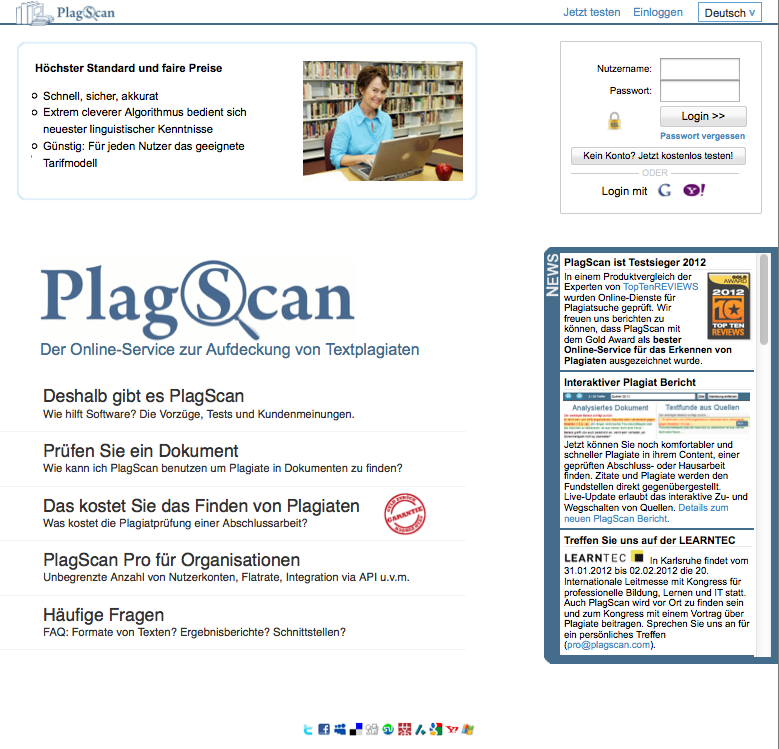 PlagScan
Jetzt testen Einloggen Deutsch v
Höchster Standard und faire Preise
Schnell, sicher, akkurat
Extrem cleverer Algorithmus bedient sich
neuester linguistischer Kenntnisse
Günstig: Für jeden Nutzer das geeignete
Tarifmodell
Nutzername:
Passwort:
Login >>
Passwort vergessen
Kein Konto? Jetzt kostenlos testen!
ODER
Login mit G Y!
PlagScan
Der Online-Service zur Aufdeckung von Textplagiaten
Deshalb gibt es PlagScan
Wie hilft Software? Die Vorzüge, Tests und Kundenmeinungen.
Prüfen Sie ein Dokument
Wie kann ich PlagScan benutzen um Plagiate in Dokumenten zu finden?
Das kostet Sie das Finden von Plagiaten
Was kostet die Plagiatprüfung einer Abschlussarbeit?
GARANTIE
PlagScan Pro für Organisationen
Unbegrenzte Anzahl von Nutzerkonten, Flatrate, Integration via API u.v.m.
Häufige Fragen
FAQ: Formate von Texten? Ergebnisberichte? Schnittstellen?
NEWS
PlagScan ist Testsieger 2012
In einem Produktvergleich der
Experten von TopTenREVIEWS
wurden Online-Dienste für
Plagiatsuche geprüft. Wir
freuen uns berichten zu
können, dass PlagScan mit
dem Gold Award als bester
Online-Service für das Erkennen von
Plagiaten ausgezeichnet wurde.
GOLD
AWARD
2012
10
TOP TEN
REVIEWS
Interaktiver Plagiat Bericht
Analysiertes Dokument Textfunde aus Quellen
Jetzt können Sie noch komfortabler und
schneller Plagiate in ihrem Content, einer
geprüften Abschluss- oder Hausarbeit
finden. Zitate und Plagiate werden den
Fundstellen direkt gegenübergestellt.
Live-Update erlaubt das interaktive Zu- und
Wegschalten von Quellen. Details zum
neuen PlagScan Bericht.
Treffen Sie uns auf der LEARNTEC
LEARNTEC In Karlsruhe findet vom
31.01.2012 bis 02.02.2012 die 20.
Internationale Leitmesse mit Kongress für
professionelle Bildung, Lernen und IT statt.
Auch PlagScan wird vor Ort zu finden sein
und zum Kongress mit einem Vortrag über
Plagiate beitragen. Sprechen Sie uns an für
ein persönliches Treffen
(pro@plagscan.com).